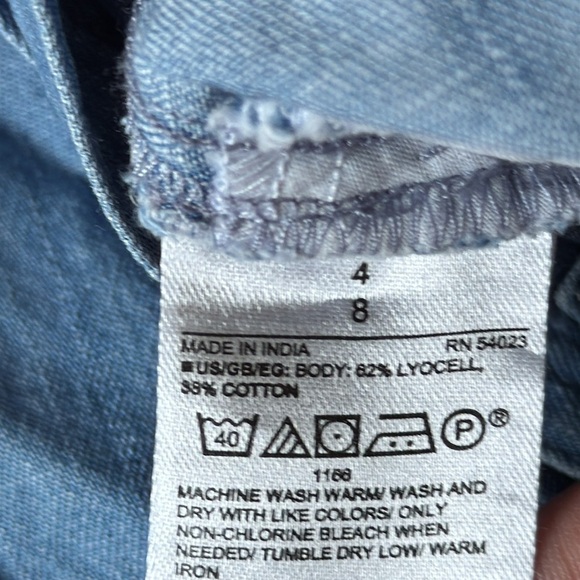 4
8
MADE IN INDIA RN 54023
US/GB/EG: BODY: 62% LYOCELL,
38% COTTON
40 P ®
1166
MACHINE WASH WARM/ WASH AND
DRY WITH LIKE COLORS/ ONLY
NON-CHLORINE BLEACH WHEN
NEEDED/ TUMBLE DRY LOW/ WARM
IRON